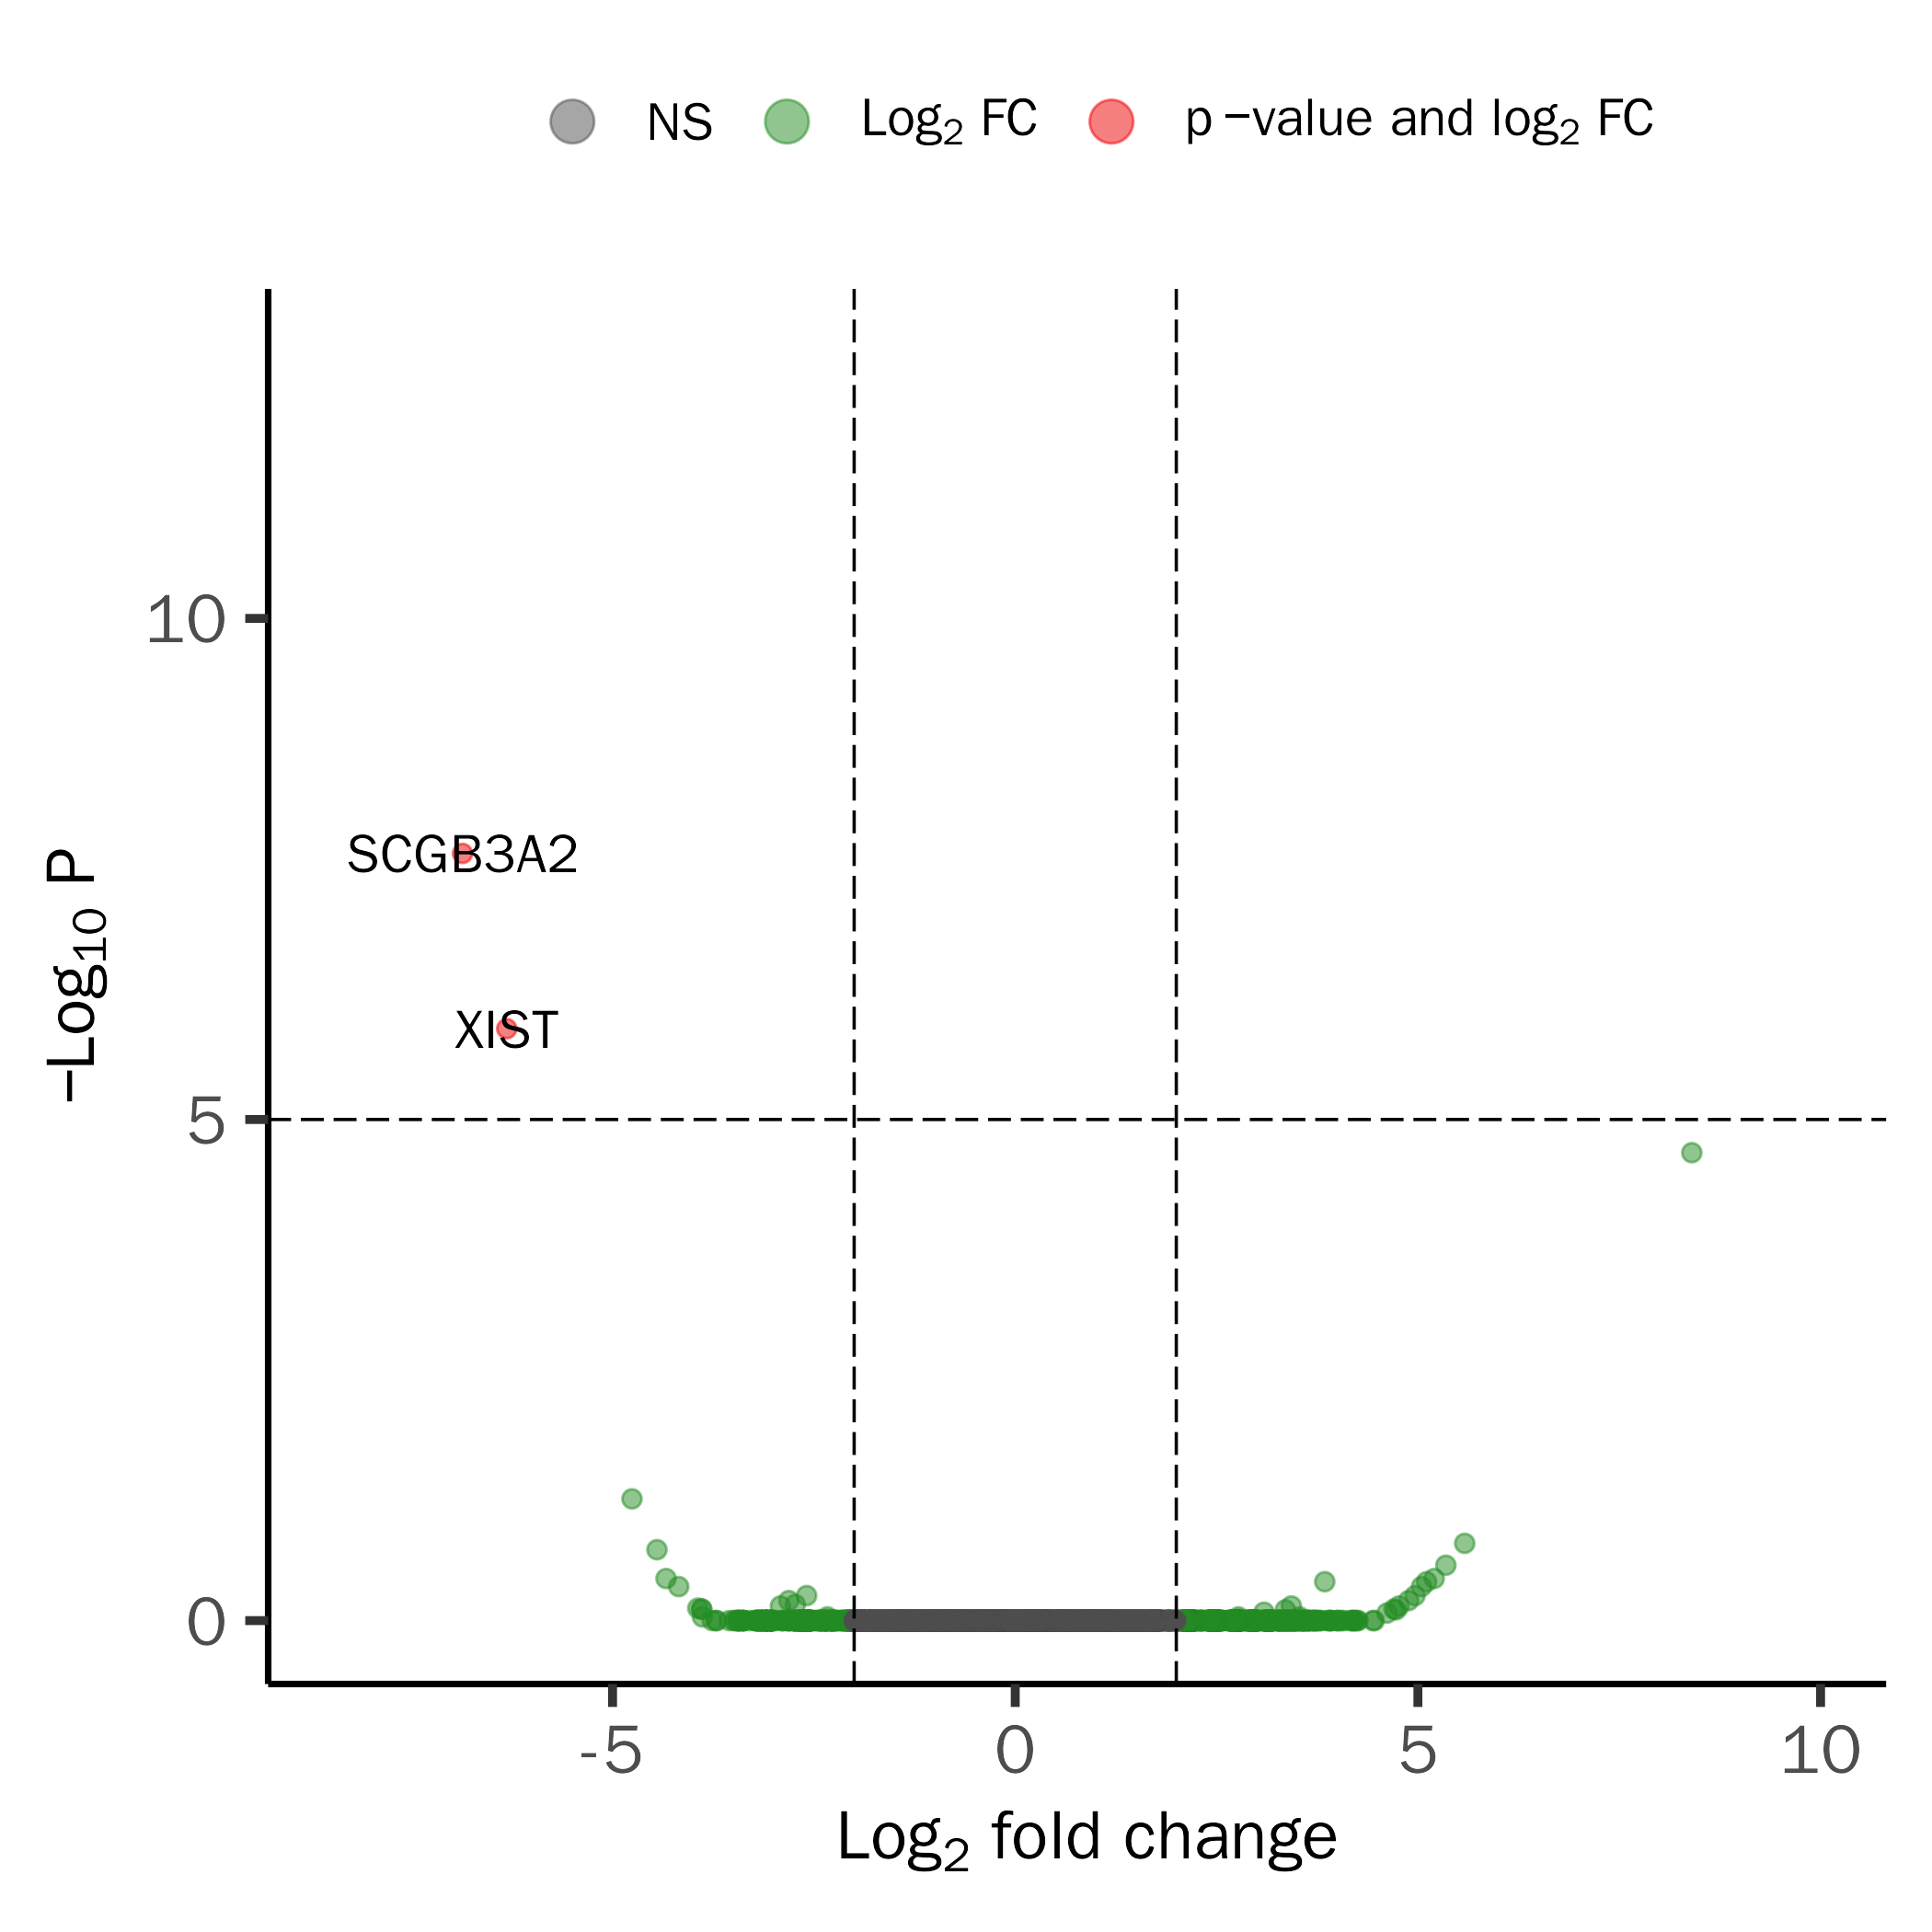 NS Log₂ FC p −value and log₂ FC
10
SCGB3A2
XIST
5
0
−Log₁₀ P
-5 0 5 10
Log₂ fold change